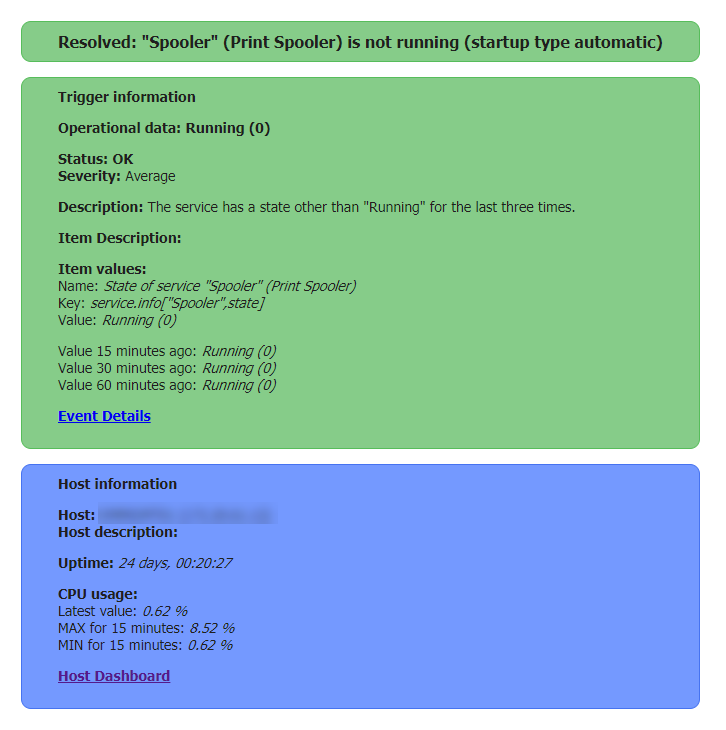 Resolved: "Spooler" (Print Spooler) is not running (startup type automatic)
Trigger information
Operational data: Running (0)
Status: OK
Severity: Average
Description: The service has a state other than "Running" for the last three times.
Item Description:
Item values:
Name: State of service "Spooler" (Print Spooler)
Key: service.info["Spooler",state]
Value: Running (0)
Value 15 minutes ago: Running (0)
Value 30 minutes ago: Running (0)
Value 60 minutes ago: Running (0)
Event Details
Host information
Host:
Host description:
Uptime: 24 days, 00:20:27
CPU usage:
Latest value: 0.62 %
MAX for 15 minutes: 8.52 %
MIN for 15 minutes: 0.62 %
Host Dashboard